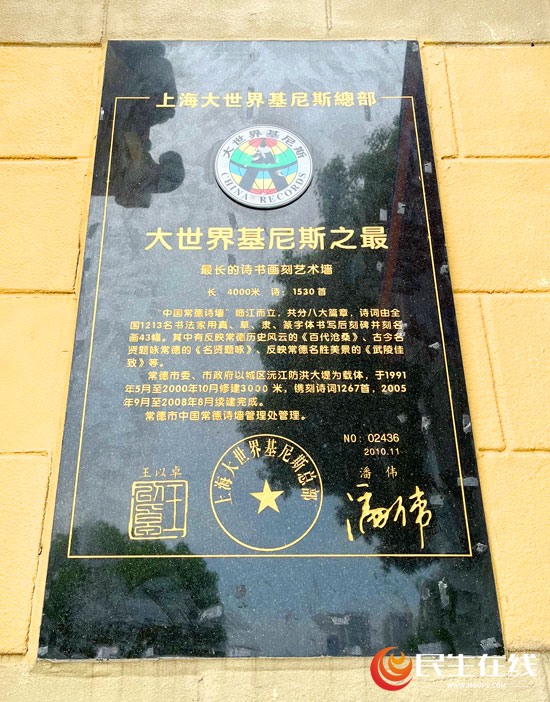 上海大世界基尼斯總部
大世界基尼斯
CHINA RECORDS
大世界基尼斯之最
最长的诗书画刻艺术墙
长 4000米 诗：1530首
中国常德诗墙”临江而立，共分八大篇章，诗词由全
国1213名书法家用真、草、隶、篆字体书写后刻碑并刻名
画43幅。其中有反映常德历史风云的《百代沧桑》、古今名
贤题咏常德的《名贤题咏》、反映常德名胜美景的《武陵佳
致》等。
常德市委、市政府以城区沅江防洪大堤为载体，于1991
年5月至2000年10月修建3000 米，镌刻诗词1267首，2005
年9月至2008年8月续建完成。
常德市中国常德诗墙管理处管理。
NO：02436
2010.11
王以卓
上海大世界基尼斯总部
潘 伟
潘伟
民生在线